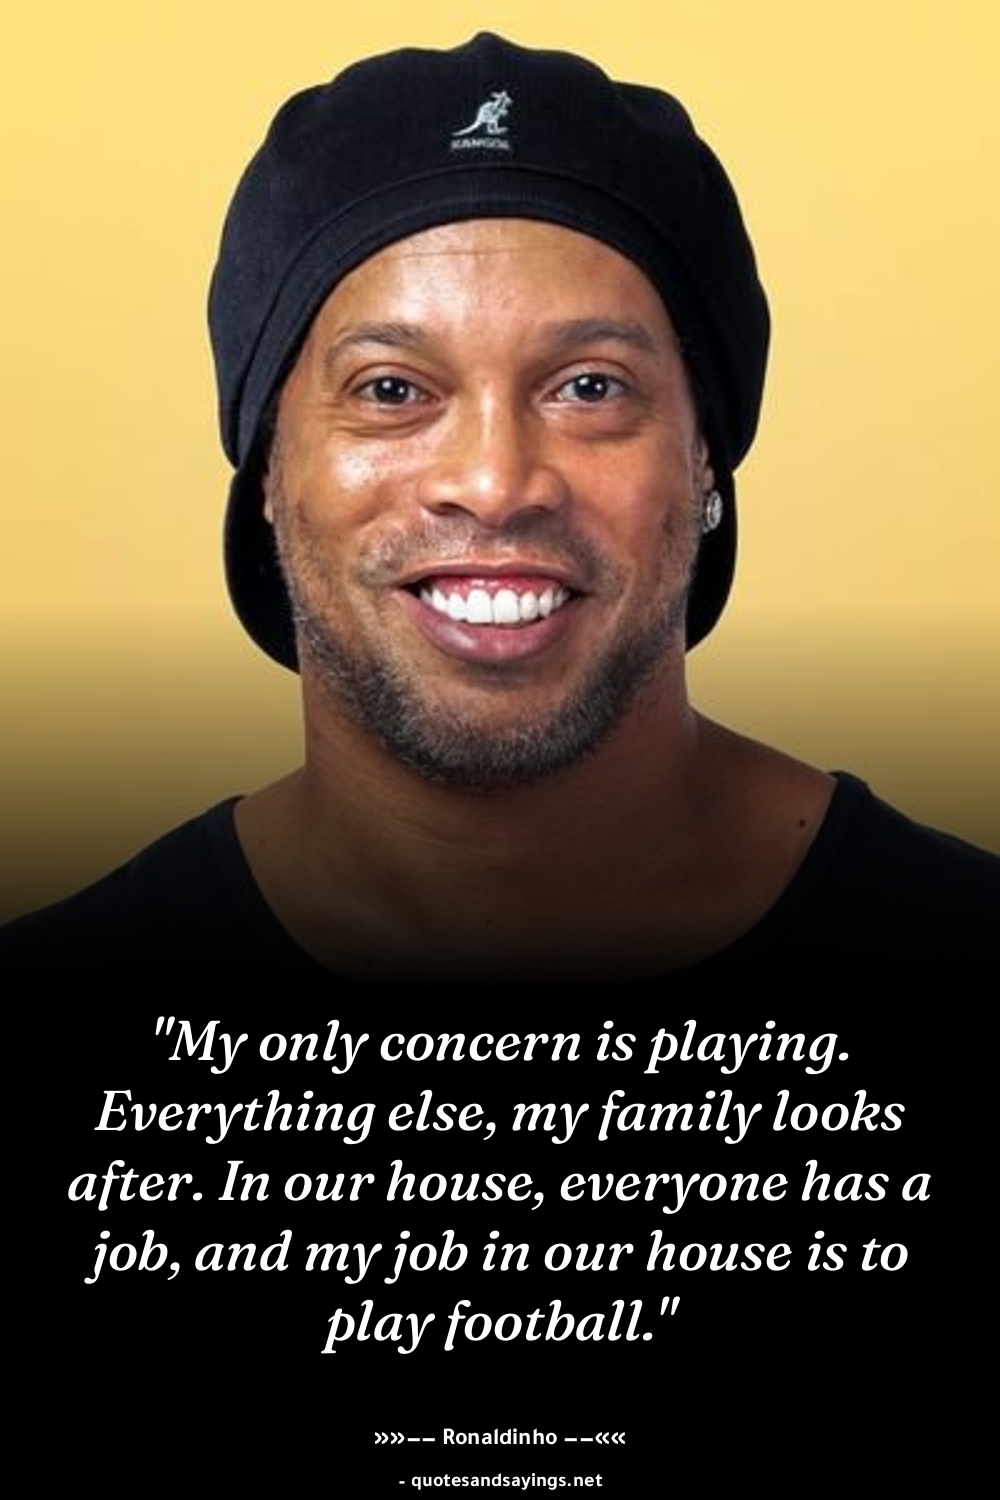 KANGOL
"My only concern is playing.
Everything else, my family looks
after. In our house, everyone has a
job, and my job in our house is to
play football."
»»–– Ronaldinho ––««
- quotesandsayings.net